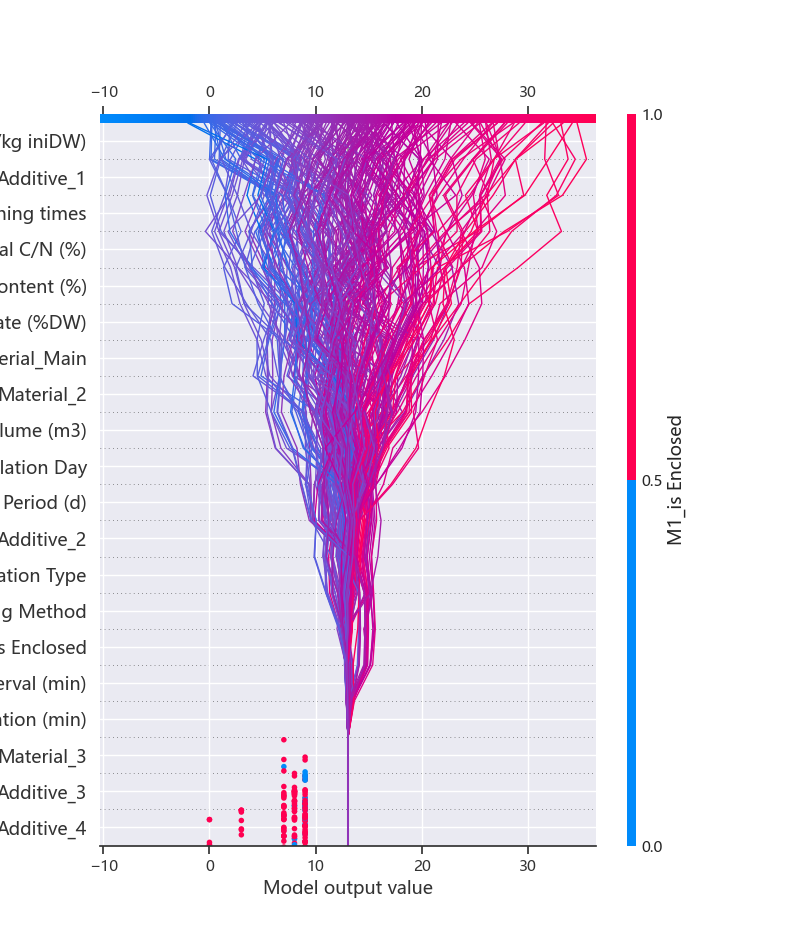 −10 0 10 20 30
/kg iniDW)
Additive_1
ning times
al C/N (%)
ontent (%)
ate (%DW)
erial_Main
Material_2
lume (m3)
lation Day
Period (d)
Additive_2
ation Type
g Method
s Enclosed
erval (min)
ation (min)
Material_3
Additive_3
Additive_4
−10 0 10 20 30
Model output value
1.0
0.5
0.0
M1_is Enclosed